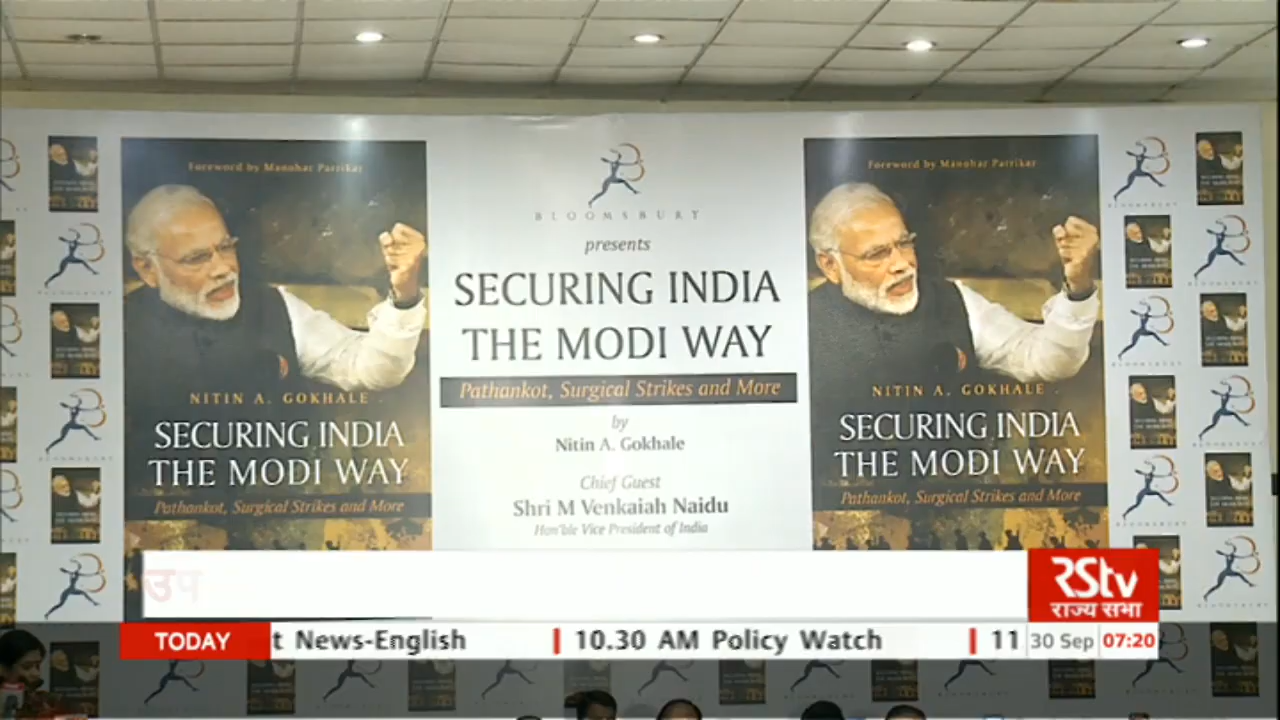 Foreword by Manohar Parrikar
NITIN A. GOKHALE
SECURING INDIA
THE MODI WAY
Pathankot, Surgical Strikes and More
BLOOMSBURY
presents
SECURING INDIA
THE MODI WAY
Pathankot, Surgical Strikes and More
by
Nitin A. Gokhale
Chief Guest
Shri M Venkaiah Naidu
Hon'ble Vice President of India
Foreword by Manohar Parrikar
NITIN A. GOKHALE
SECURING INDIA
THE MODI WAY
Pathankot, Surgical Strikes and More
उप
RStv
राज्य सभा
TODAY t News-English 10.30 AM Policy Watch 11 30 Sep 07:20